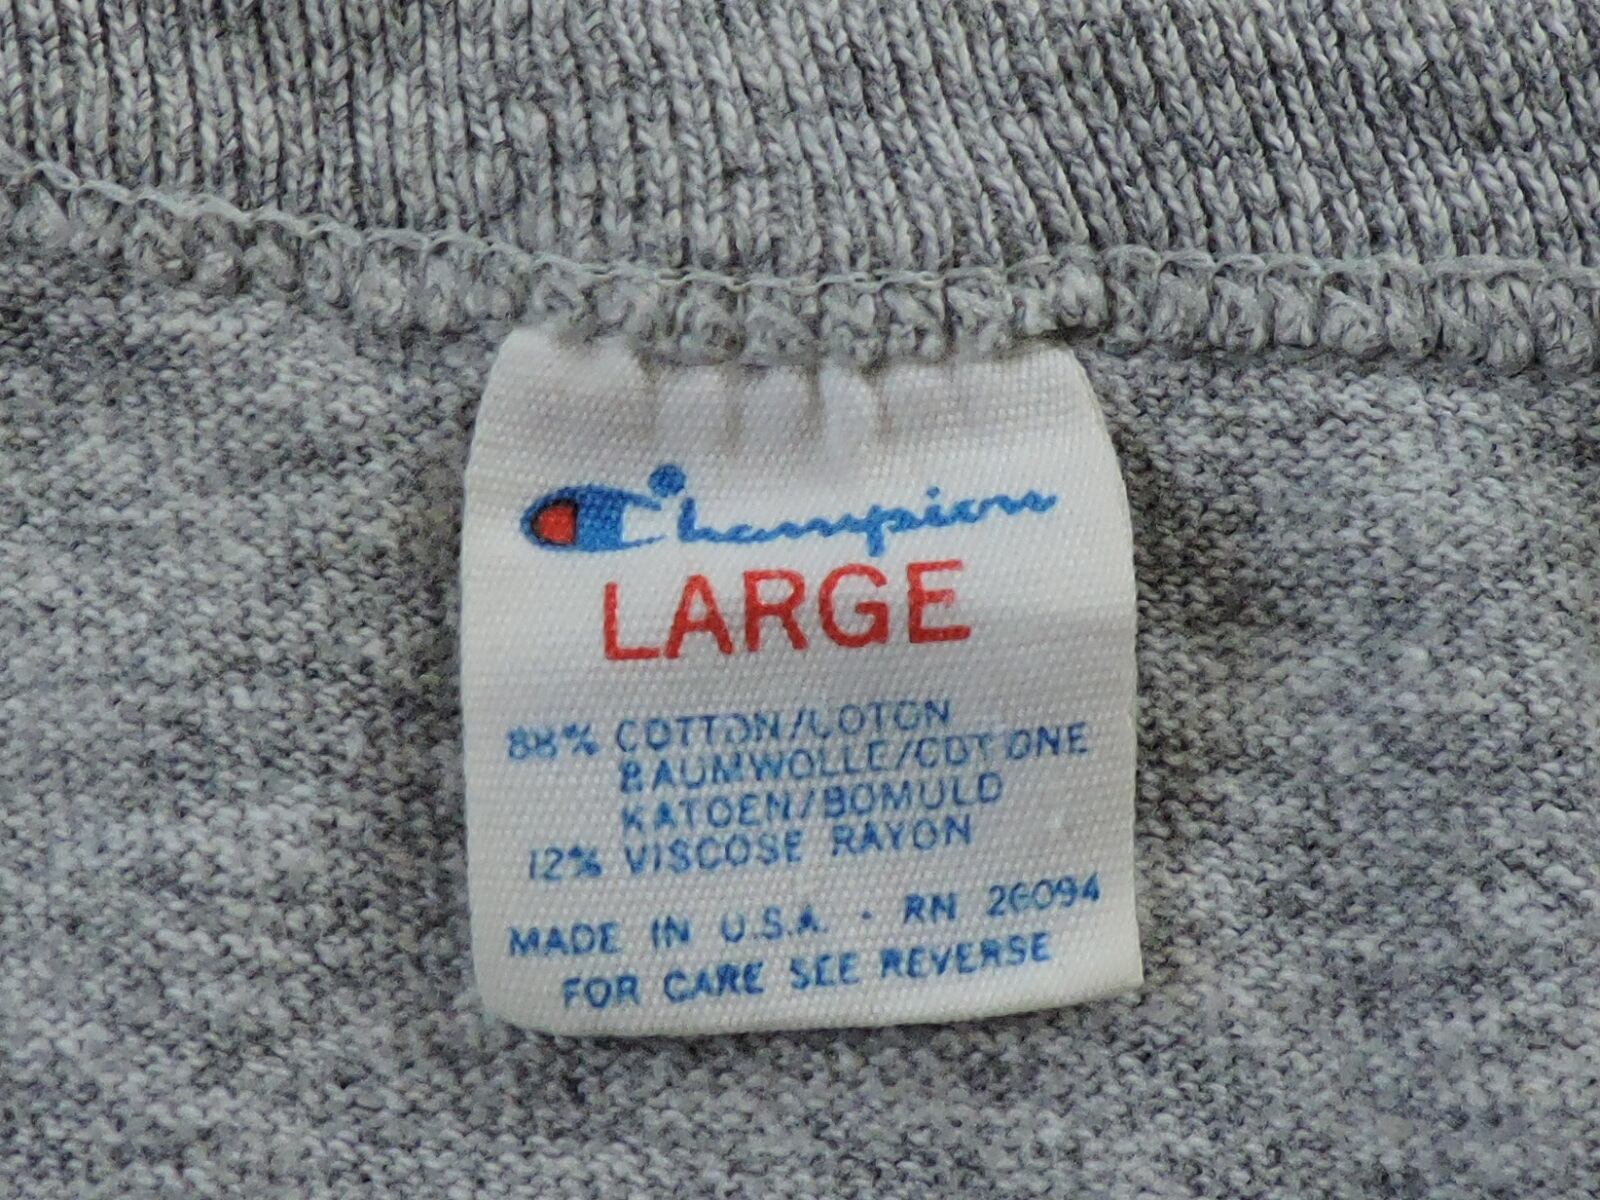 Champion
LARGE
88% COTTON/COTON
BAUMWOLLE/COTONE
KATOEN/BOMULD
12% VISCOSE RAYON
MADE IN U.S.A. · RN 26094
FOR CARE SEE REVERSE